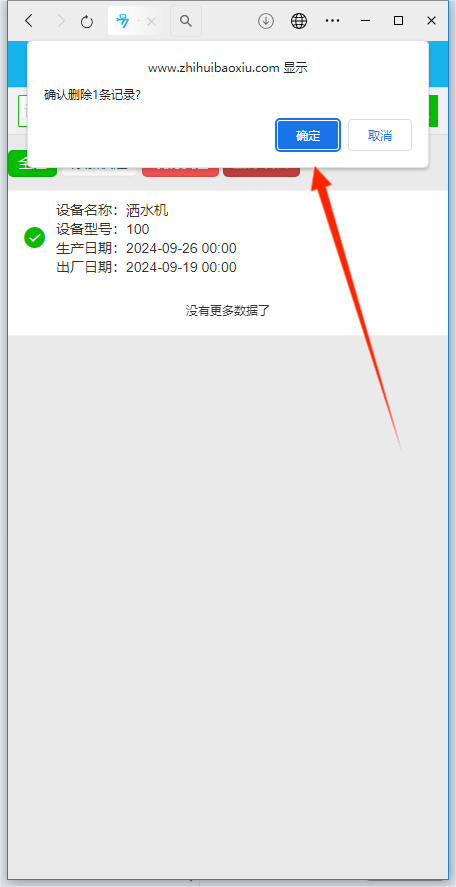 www.zhihuibaoxiu.com 显示
确认删除1条记录?
确定
取消
设备名称：洒水机
设备型号：100
生产日期：2024-09-26 00:00
出厂日期：2024-09-19 00:00
没有更多数据了